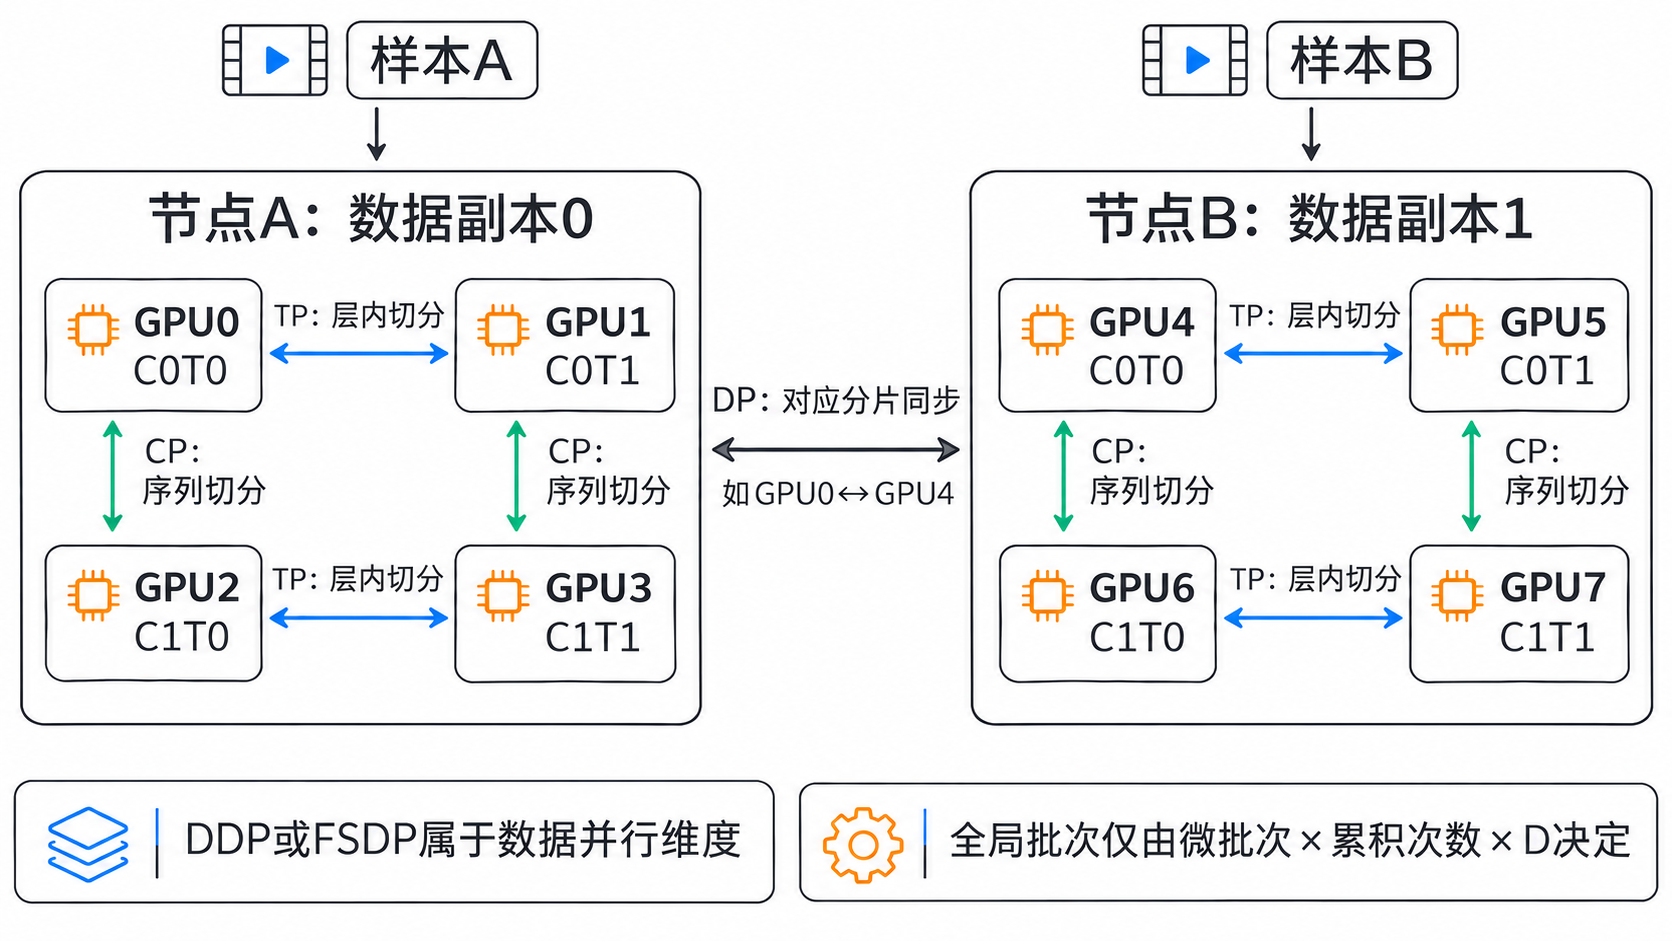 样本A
样本B
节点A：数据副本0
GPU0
C0T0
TP：层内切分
GPU1
C0T1
CP：
序列切分
CP：
序列切分
GPU2
C1T0
TP：层内切分
GPU3
C1T1
DP：对应分片同步
如GPU0↔GPU4
节点B：数据副本1
GPU4
C0T0
TP：层内切分
GPU5
C0T1
CP：
序列切分
CP：
序列切分
GPU6
C1T0
TP：层内切分
GPU7
C1T1
DDP或FSDP属于数据并行维度
全局批次仅由微批次×累积次数×D决定